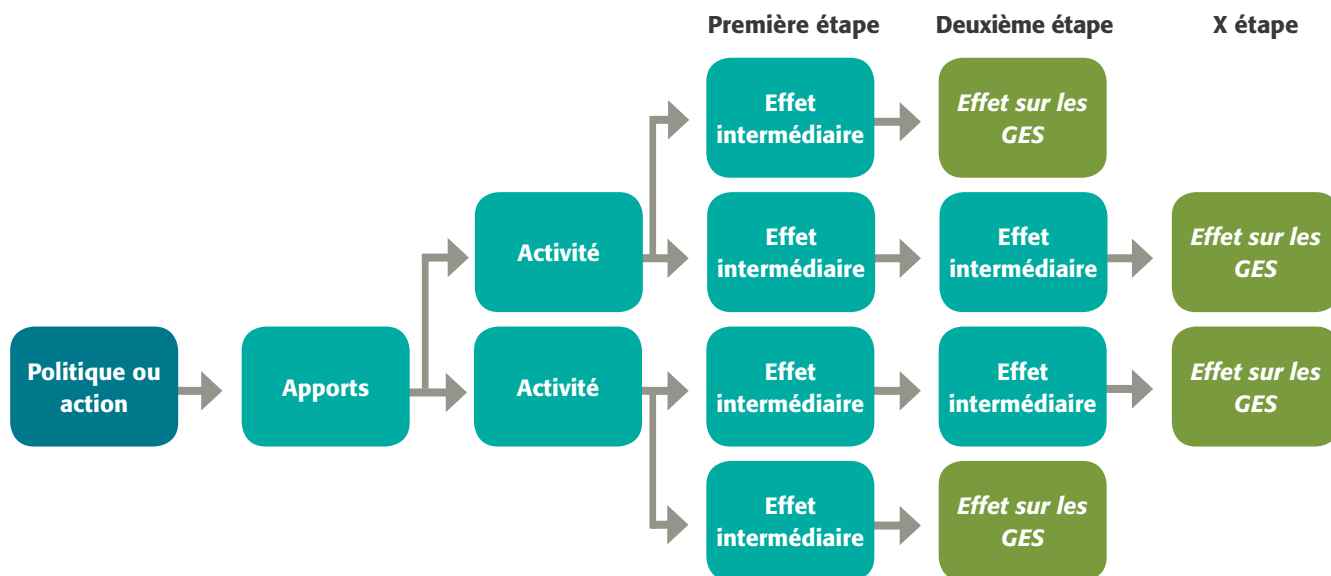 Première étape
Deuxième étape
X étape
Effet
intermédiaire
Effet sur les
GES
Activité
Effet
intermédiaire
Effet
intermédiaire
Effet sur les
GES
Politique ou
action
Apports
Activité
Effet
intermédiaire
Effet
intermédiaire
Effet sur les
GES
Effet
intermédiaire
Effet sur les
GES